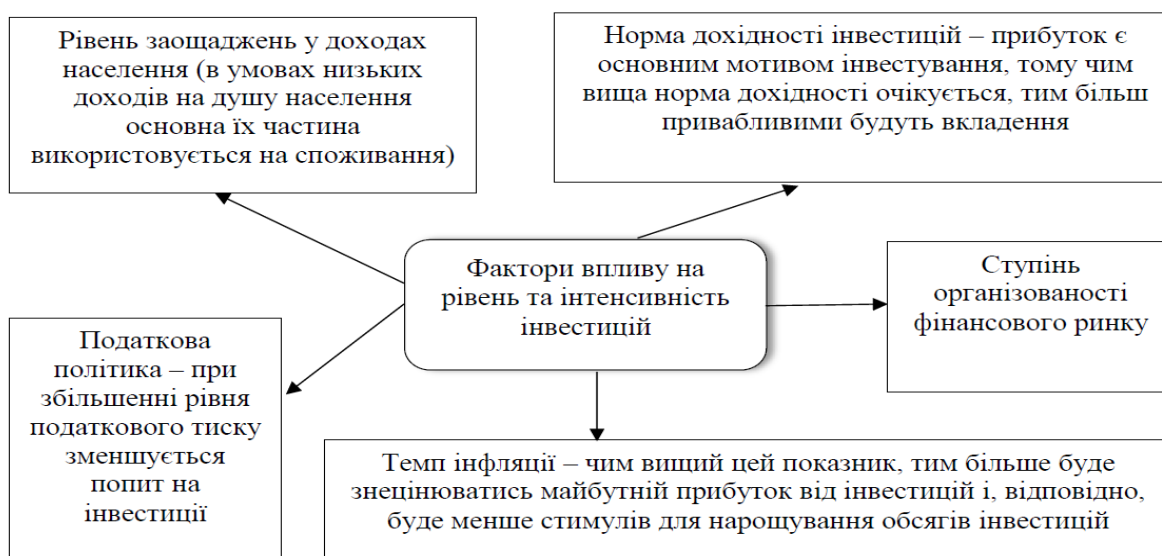 Рівень заощаджень у доходах
населення (в умовах низьких
доходів на душу населення
основна їх частина
використовується на споживання)
Норма дохідності інвестицій – прибуток є
основним мотивом інвестування, тому чим
вища норма дохідності очікується, тим більш
привабливими будуть вкладення
Фактори впливу на
рівень та інтенсивність
інвестицій
Ступінь
організованості
фінансового ринку
Податкова
політика – при
збільшенні рівня
податкового тиску
зменшується
попит на
інвестиції
Темп інфляції – чим вищий цей показник, тим більше буде
знецінюватись майбутній прибуток від інвестицій і, відповідно,
буде менше стимулів для нарощування обсягів інвестицій